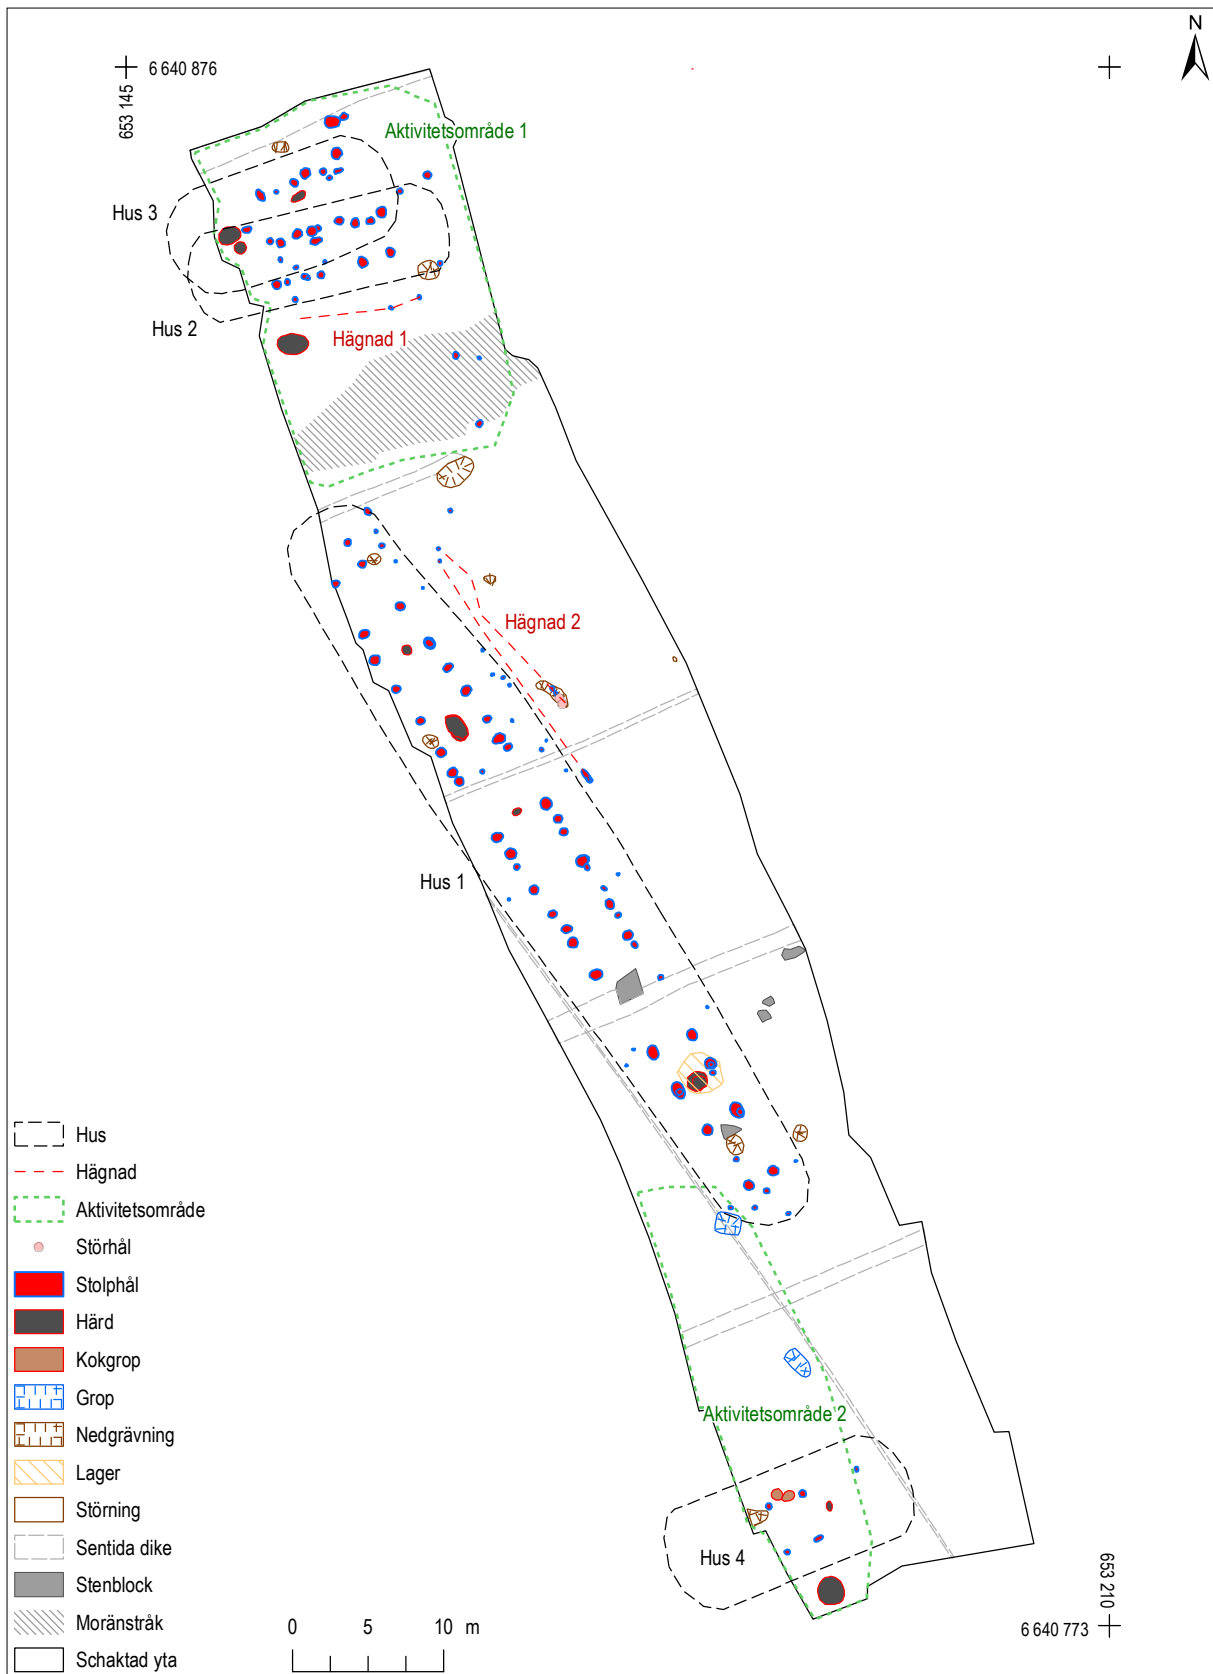 N
6 640 876
653 145
Aktivitetsområde 1
Hus 3
Hus 2
Hägnad 1
Hägnad 2
Hus 1
Aktivitetsområde 2
Hus 4
Hus
Hägnad
Aktivitetsområde
Störhål
Stolphål
Härd
Kokgrop
Grop
Nedgrävning
Lager
Störning
Sentida dike
Stenblock
Moränstråk
Schaktad yta
0 5 10 m
653 210
6 640 773